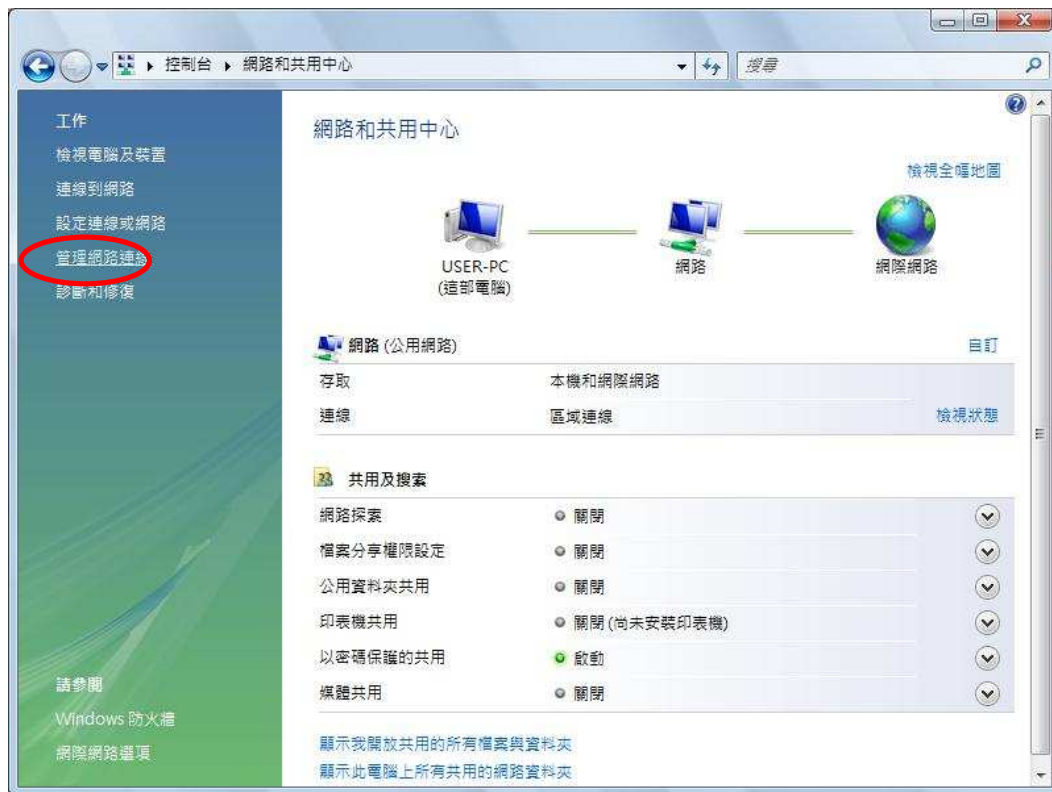 控制台 網路和共用中心
搜尋
工作
檢視電腦及裝置
連線到網路
設定連線或網路
管理網路連線
診斷和修復
請參閱
Windows 防火牆
網際網路選項
網路和共用中心
檢視全幅地圖
USER-PC
(這部電腦)
網路
網際網路
網路 (公用網路) 自訂
存取 本機和網際網路
連線 區域連線 檢視狀態
共用及搜索
網路探索 關閉
檔案分享權限設定 關閉
公用資料夾共用 關閉
印表機共用 關閉 (尚未安裝印表機)
以密碼保護的共用 啟動
媒體共用 關閉
顯示我開放共用的所有檔案與資料夾
顯示此電腦上所有共用的網路資料夾